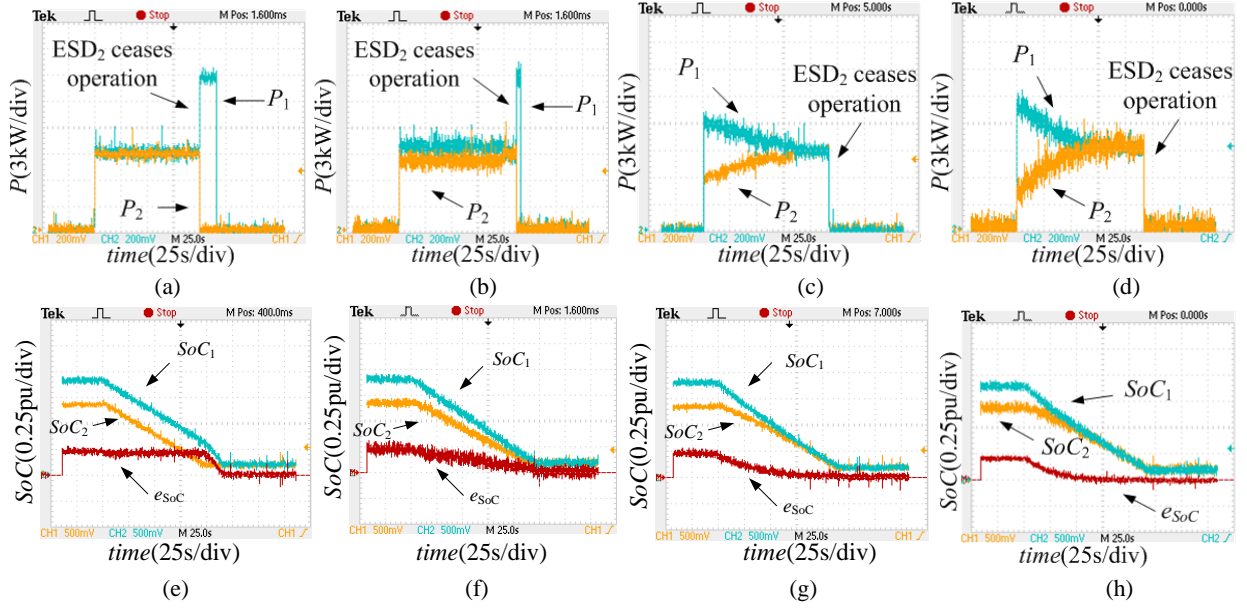 Tek Stop M Pos: 1.600ms
ESD2 ceases
operation
P1
P2
P(3kW/div)
CH1 200mV CH2 200mV M 25.0s CH1
time(25s/div)
(a)
Tek Stop M Pos: 1.600ms
ESD2 ceases
operation
P1
P2
P(3kW/div)
CH1 200mV CH2 200mV M 25.0s CH1
time(25s/div)
(b)
Tek Stop M Pos: 5.000s
P1
ESD2 ceases
operation
P2
P(3kW/div)
CH1 200mV CH2 200mV M 25.0s CH1
time(25s/div)
(c)
Tek Stop M Pos: 0.000s
P1
ESD2 ceases
operation
P2
P(3kW/div)
CH1 200mV CH2 200mV M 25.0s CH2
time(25s/div)
(d)
Tek Stop M Pos: 400.0ms
SoC1
SoC2
eSoC
SoC(0.25pu/div)
CH1 500mV CH2 500mV M 25.0s CH1
time(25s/div)
(e)
Tek Stop M Pos: 1.600ms
SoC1
SoC2
eSoC
SoC(0.25pu/div)
CH1 500mV CH2 500mV M 25.0s CH1
time(25s/div)
(f)
Tek Stop M Pos: 7.000s
SoC1
SoC2
eSoC
SoC(0.25pu/div)
CH1 500mV CH2 500mV M 25.0s CH1
time(25s/div)
(g)
Tek Stop M Pos: 0.000s
SoC1
SoC2
eSoC
SoC(0.25pu/div)
CH1 500mV CH2 500mV M 25.0s CH2
time(25s/div)
(h)